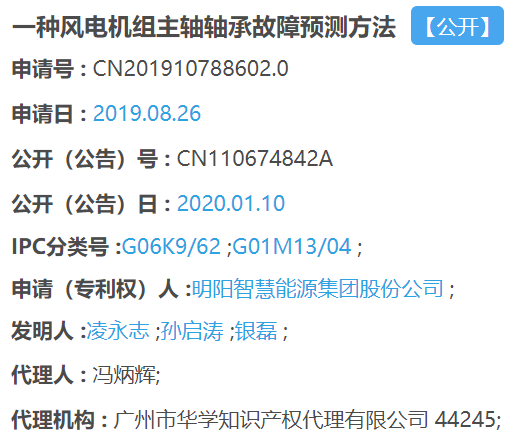 一种风电机组主轴轴承故障预测方法 【公开】
申请号：CN201910788602.0
申请日：2019.08.26
公开（公告）号：CN110674842A
公开（公告）日：2020.01.10
IPC分类号:G06K9/62 ;G01M13/04 ;
申请（专利权）人:明阳智慧能源集团股份公司 ;
发明人:凌永志 ;孙启涛 ;银磊 ;
代理人：冯炳辉;
代理机构：广州市华学知识产权代理有限公司 44245;